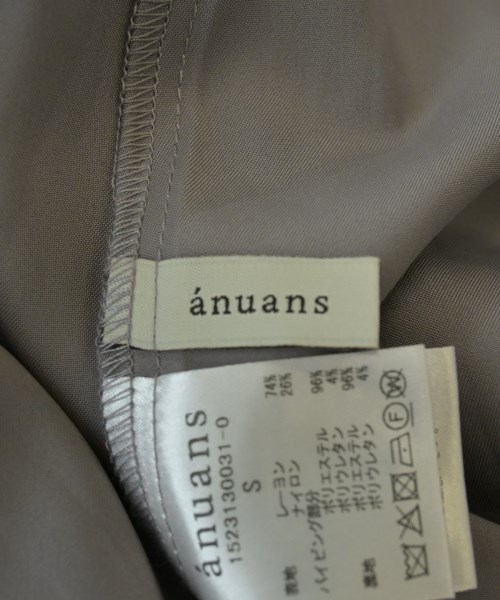 ánuans
ánuans
1523130031-0
S
表地 レーヨン 74%
ナイロン 26%
パイピング部分
ポリエステル 96%
ポリウレタン 4%
裏地 ポリエステル 96%
ポリウレタン 4%
F
W